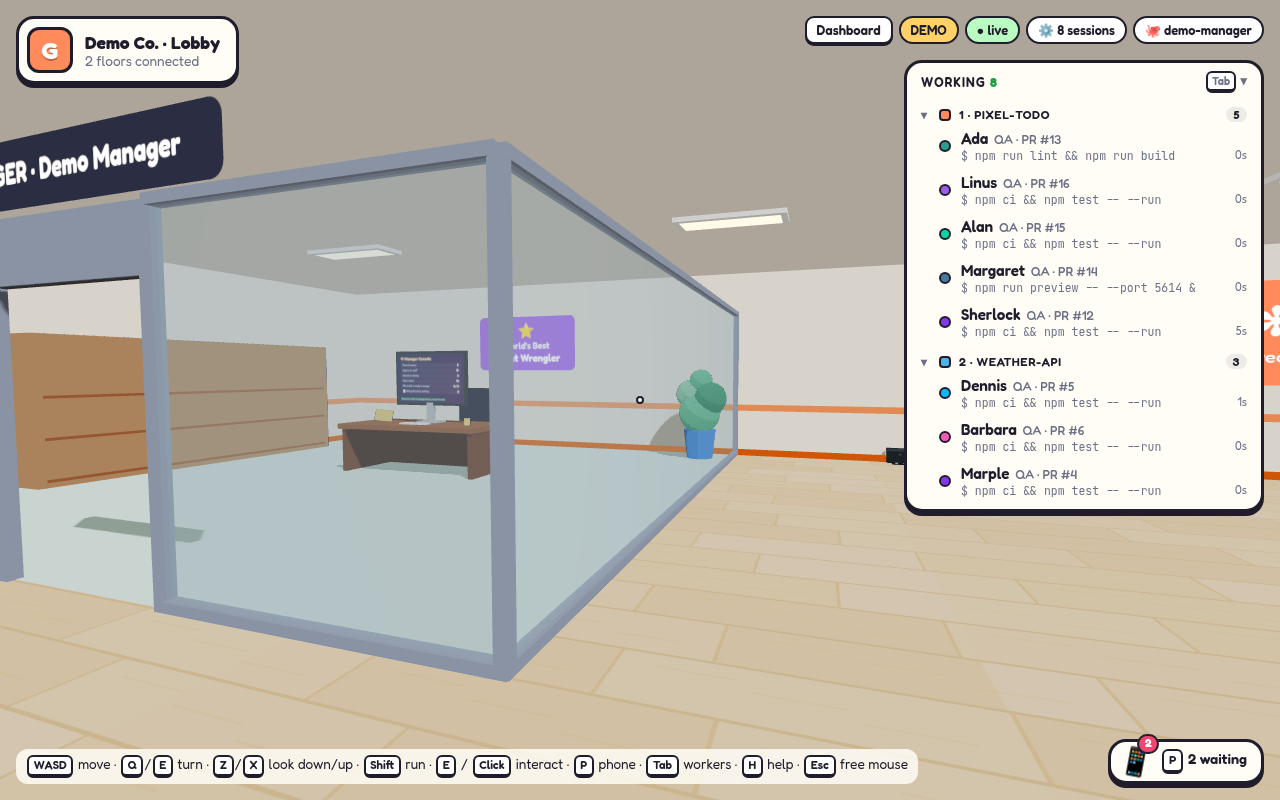 G
Demo Co. · Lobby
2 floors connected
Dashboard
DEMO
● live
⚙️ 8 sessions
🐙 demo-manager
WORKING 8
Tab ▼
▼ 1 · PIXEL-TODO 5
Ada QA · PR #13
$ npm run lint && npm run build 0s
Linus QA · PR #16
$ npm ci && npm test -- --run 0s
Alan QA · PR #15
$ npm ci && npm test -- --run 0s
Margaret QA · PR #14
$ npm run preview -- --port 5614 & 0s
Sherlock QA · PR #12
$ npm ci && npm test -- --run 5s
▼ 2 · WEATHER-API 3
Dennis QA · PR #5
$ npm ci && npm test -- --run 1s
Barbara QA · PR #6
$ npm ci && npm test -- --run 0s
Marple QA · PR #4
$ npm ci && npm test -- --run 0s
GER · Demo Manager
Best
Wrangler
WASD move · Q / E turn · Z / X look down/up · Shift run · E / Click interact · P phone · Tab workers · H help · Esc free mouse
2
P 2 waiting